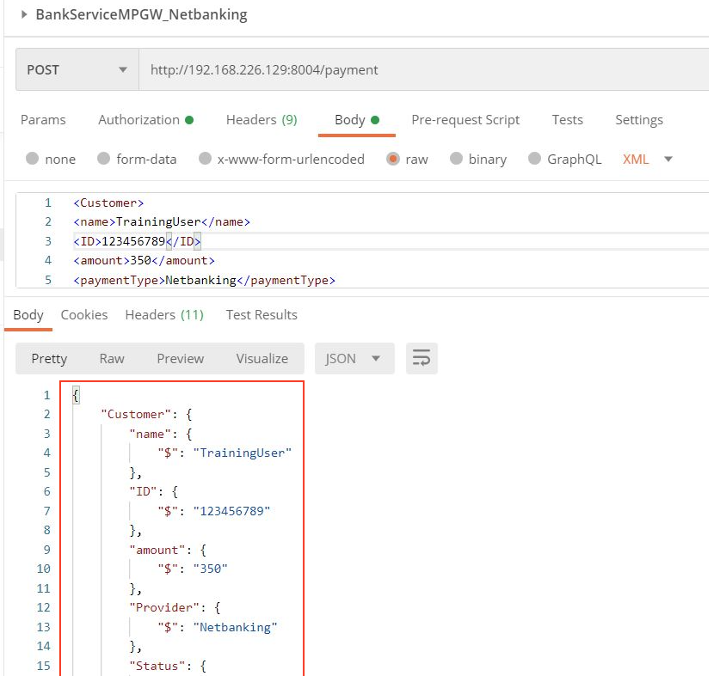 BankServiceMPGW_Netbanking
POST http://192.168.226.129:8004/payment
Params Authorization Headers (9) Body Pre-request Script Tests Settings
none form-data x-www-form-urlencoded raw binary GraphQL XML
1 <Customer>
2 <name>TrainingUser</name>
3 <ID>123456789</ID>
4 <amount>350</amount>
5 <paymentType>Netbanking</paymentType>
Body Cookies Headers (11) Test Results
Pretty Raw Preview Visualize JSON
1 {
2 "Customer": {
3 "name": {
4 "$": "TrainingUser"
5 },
6 "ID": {
7 "$": "123456789"
8 },
9 "amount": {
10 "$": "350"
11 },
12 "Provider": {
13 "$": "Netbanking"
14 },
15 "Status": {